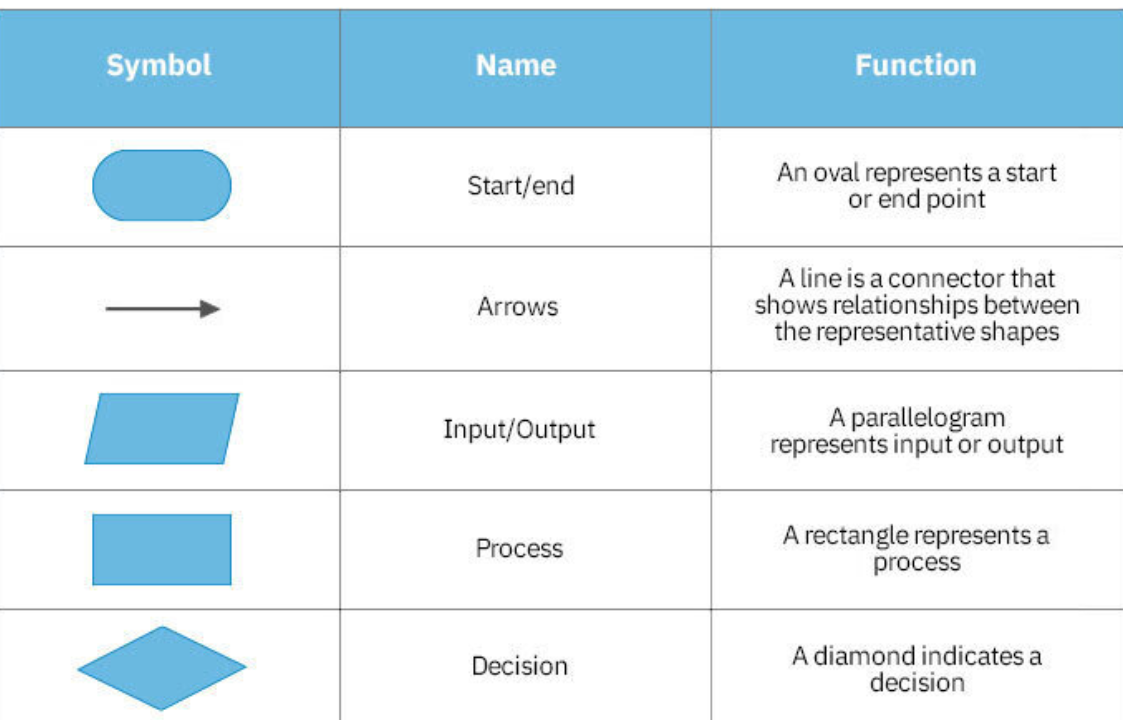 Symbol Name Function
Start/end
An oval represents a start
or end point
Arrows
A line is a connector that
shows relationships between
the representative shapes
Input/Output
A parallelogram
represents input or output
Process
A rectangle represents a
process
Decision
A diamond indicates a
decision